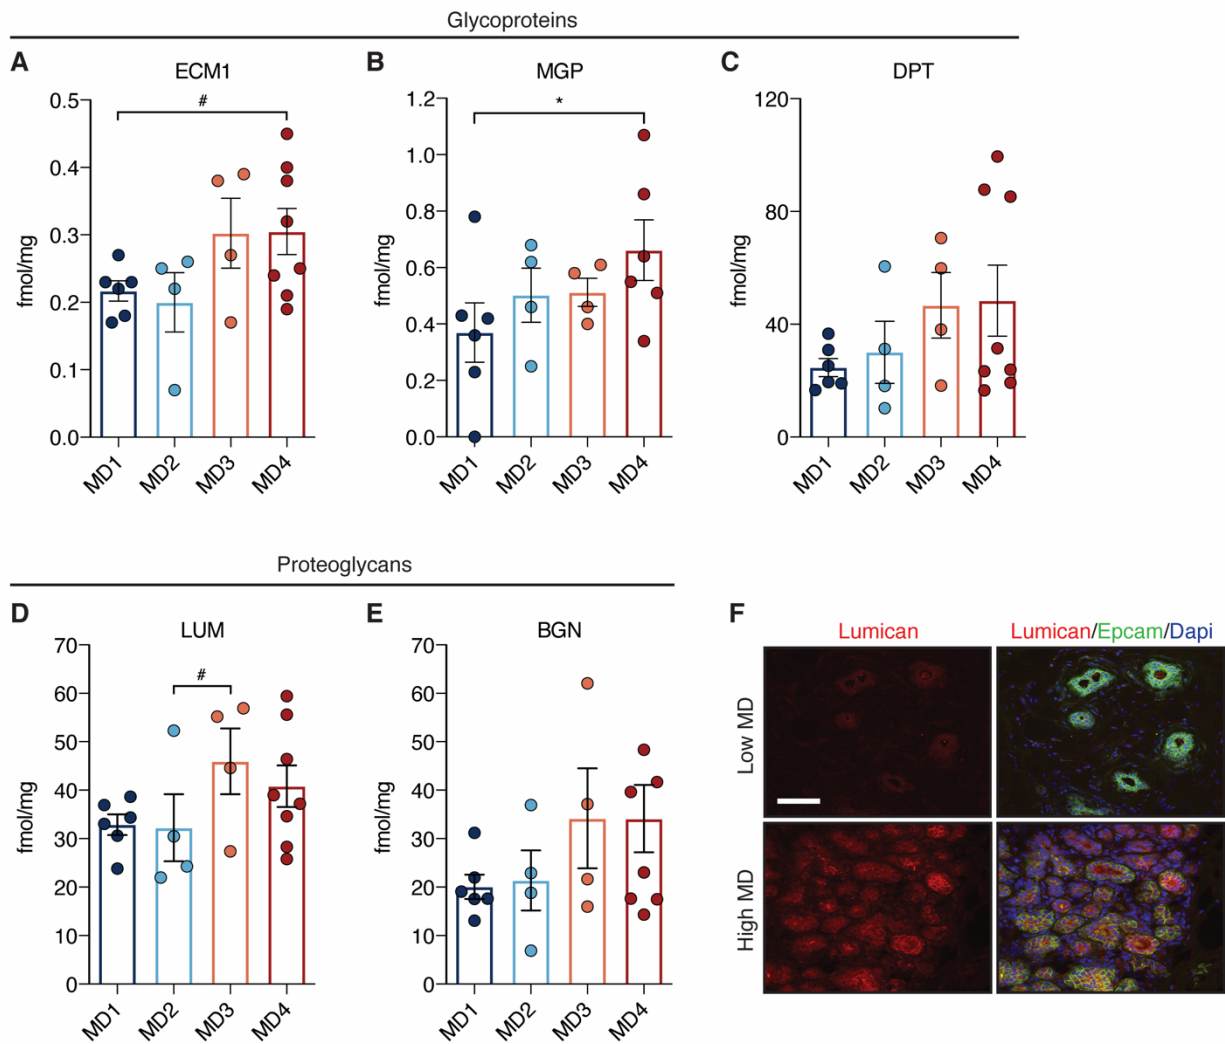 Glycoproteins
A
ECM1
#
0.5
0.4
0.3
0.2
0.1
0.0
fmol/mg
MD1
MD2
MD3
MD4
B
MGP
*
1.2
1.0
0.8
0.6
0.4
0.2
0.0
fmol/mg
MD1
MD2
MD3
MD4
C
DPT
120
80
40
0
fmol/mg
MD1
MD2
MD3
MD4
Proteoglycans
D
LUM
#
70
60
50
40
30
20
10
0
fmol/mg
MD1
MD2
MD3
MD4
E
BGN
70
60
50
40
30
20
10
0
fmol/mg
MD1
MD2
MD3
MD4
F
Lumican
Lumican/Epcam/Dapi
Low MD
High MD